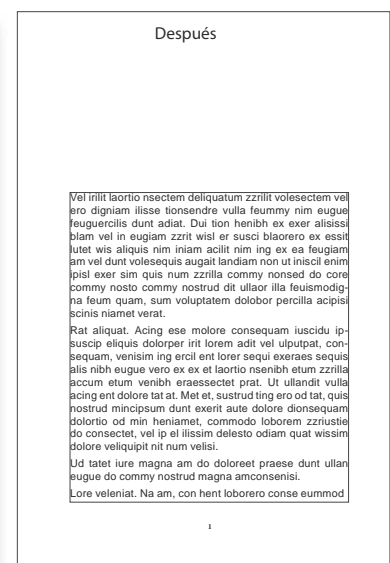 Después
Vel irilit laortio nsectem deliquatum zzrilit volesectem vel
ero digniam ilisse tionsendre vulla feummy nim eugue
feuguercilis dunt adiat. Dui tion henibh ex exer alisissi
blam vel in eugiam zzrit wisl er susci blaorero ex essit
lutet wis aliquis nim iniam acilit nim ing ex ea feugiam
am vel dunt volesequis augait landiam non ut iniscil enim
ipisl exer sim quis num zzrilla commy nonsed do core
commy nosto commy nostrud dit ullaor illa feuismodig-
na feum quam, sum voluptatem dolobor percilla acipisi
scinis niamet verat.
Rat aliquat. Acing ese molore consequam iuscidu ip-
suscip eliquis dolorper irit lorem adit vel ulputpat, con-
sequam, venisim ing ercil ent lorer sequi exeraes sequis
alis nibh eugue vero ex ex et laortio nsenibh etum zzrilla
accum etum venibh eraessectet prat. Ut ullandit vulla
acing ent dolore tat at. Met et, sustrud ting ero od tat, quis
nostrud mincipsum dunt exerit aute dolore dionsequam
dolortio od min heniamet, commodo loborem zzriustie
do consectet, vel ip el ilissim delesto odiam quat wissim
dolore veliquipit nit num velisi.
Ud tatet iure magna am do doloreet praese dunt ullan
eugue do commy nostrud magna amconsenisi.
Lore veleniat. Na am, con hent loborero conse eummod
1